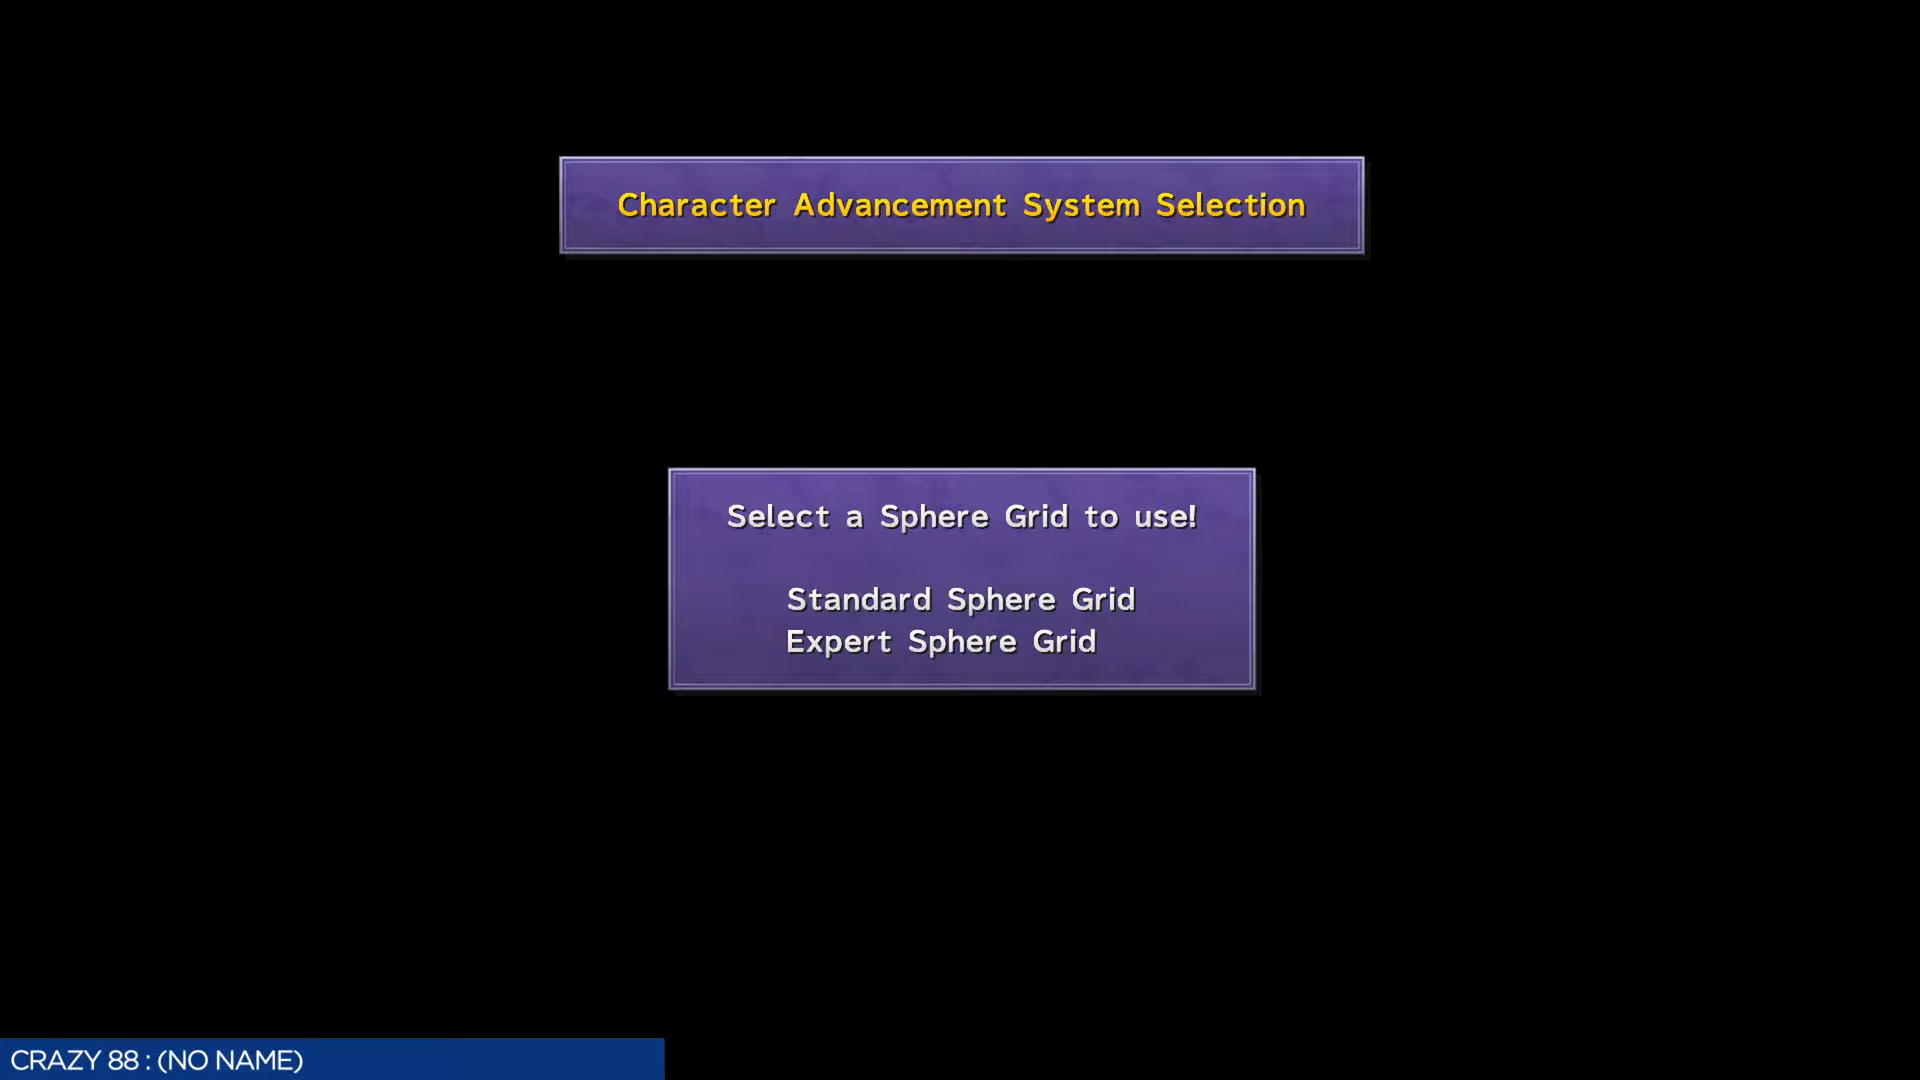 Character Advancement System Selection
Select a Sphere Grid to use!
Standard Sphere Grid
Expert Sphere Grid
CRAZY 88 : (NO NAME)